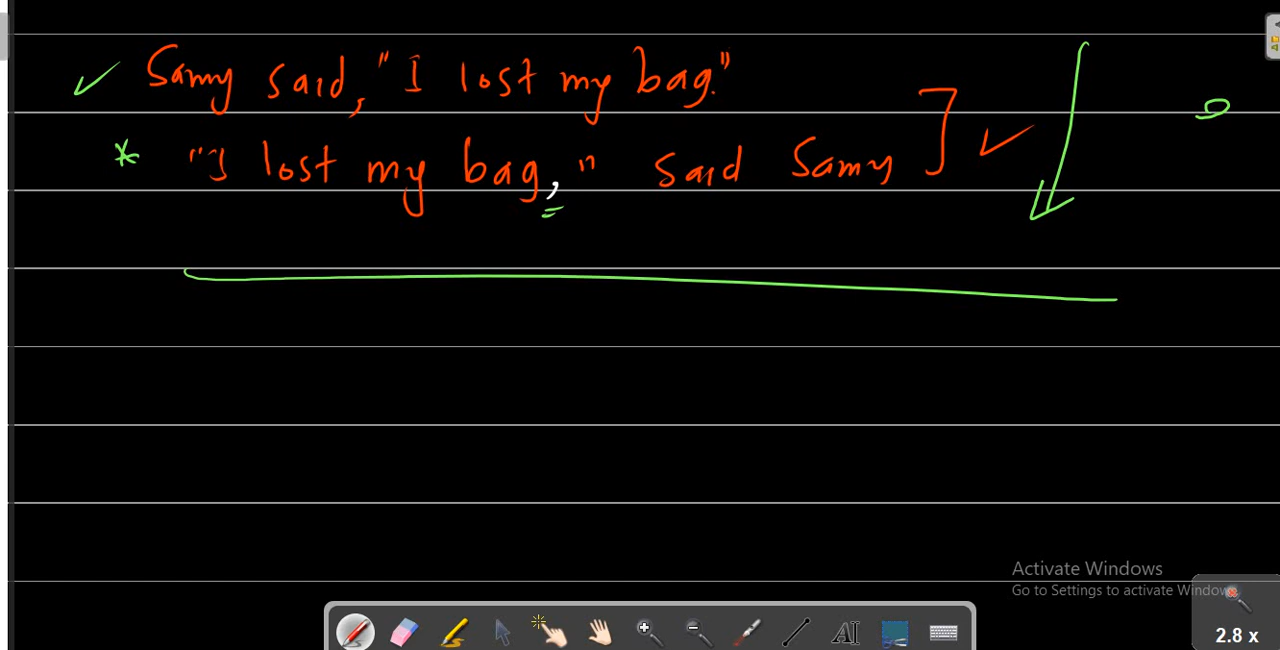 Samy said, "I lost my bag."
"I lost my bag," said Samy
Activate Windows
Go to Settings to activate Windows
AI
2.8 x